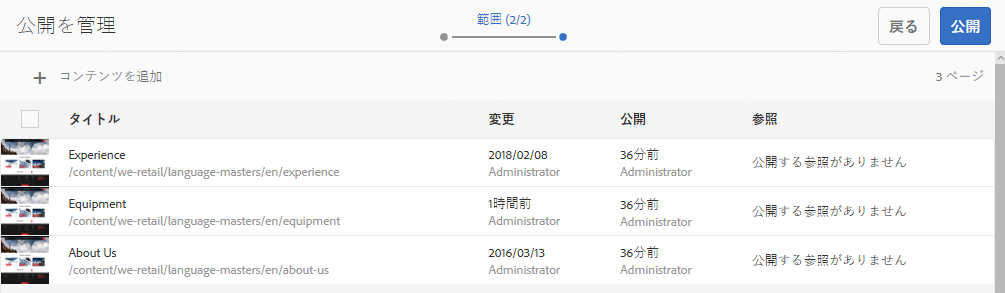 公開を管理
範囲 (2/2)
戻る
公開
+ コンテンツを追加
3 ページ
タイトル 変更 公開 参照
Experience 2018/02/08 36分前 公開する参照がありません
/content/we-retail/language-masters/en/experience Administrator Administrator
Equipment 1時間前 36分前 公開する参照がありません
/content/we-retail/language-masters/en/equipment Administrator Administrator
About Us 2016/03/13 36分前 公開する参照がありません
/content/we-retail/language-masters/en/about-us Administrator Administrator